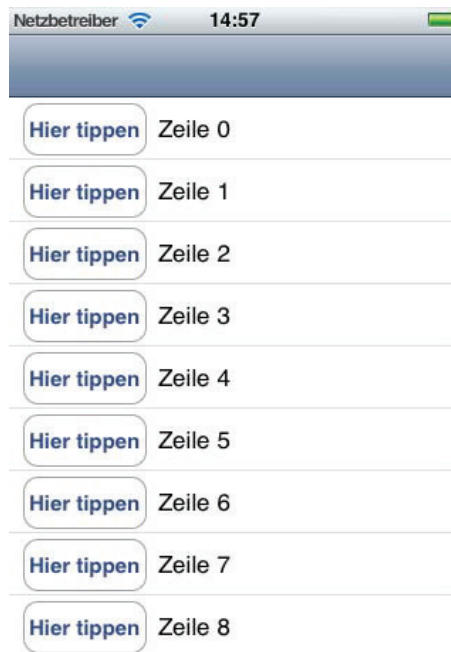 Netzbetreiber 14:57
Hier tippen Zeile 0
Hier tippen Zeile 1
Hier tippen Zeile 2
Hier tippen Zeile 3
Hier tippen Zeile 4
Hier tippen Zeile 5
Hier tippen Zeile 6
Hier tippen Zeile 7
Hier tippen Zeile 8